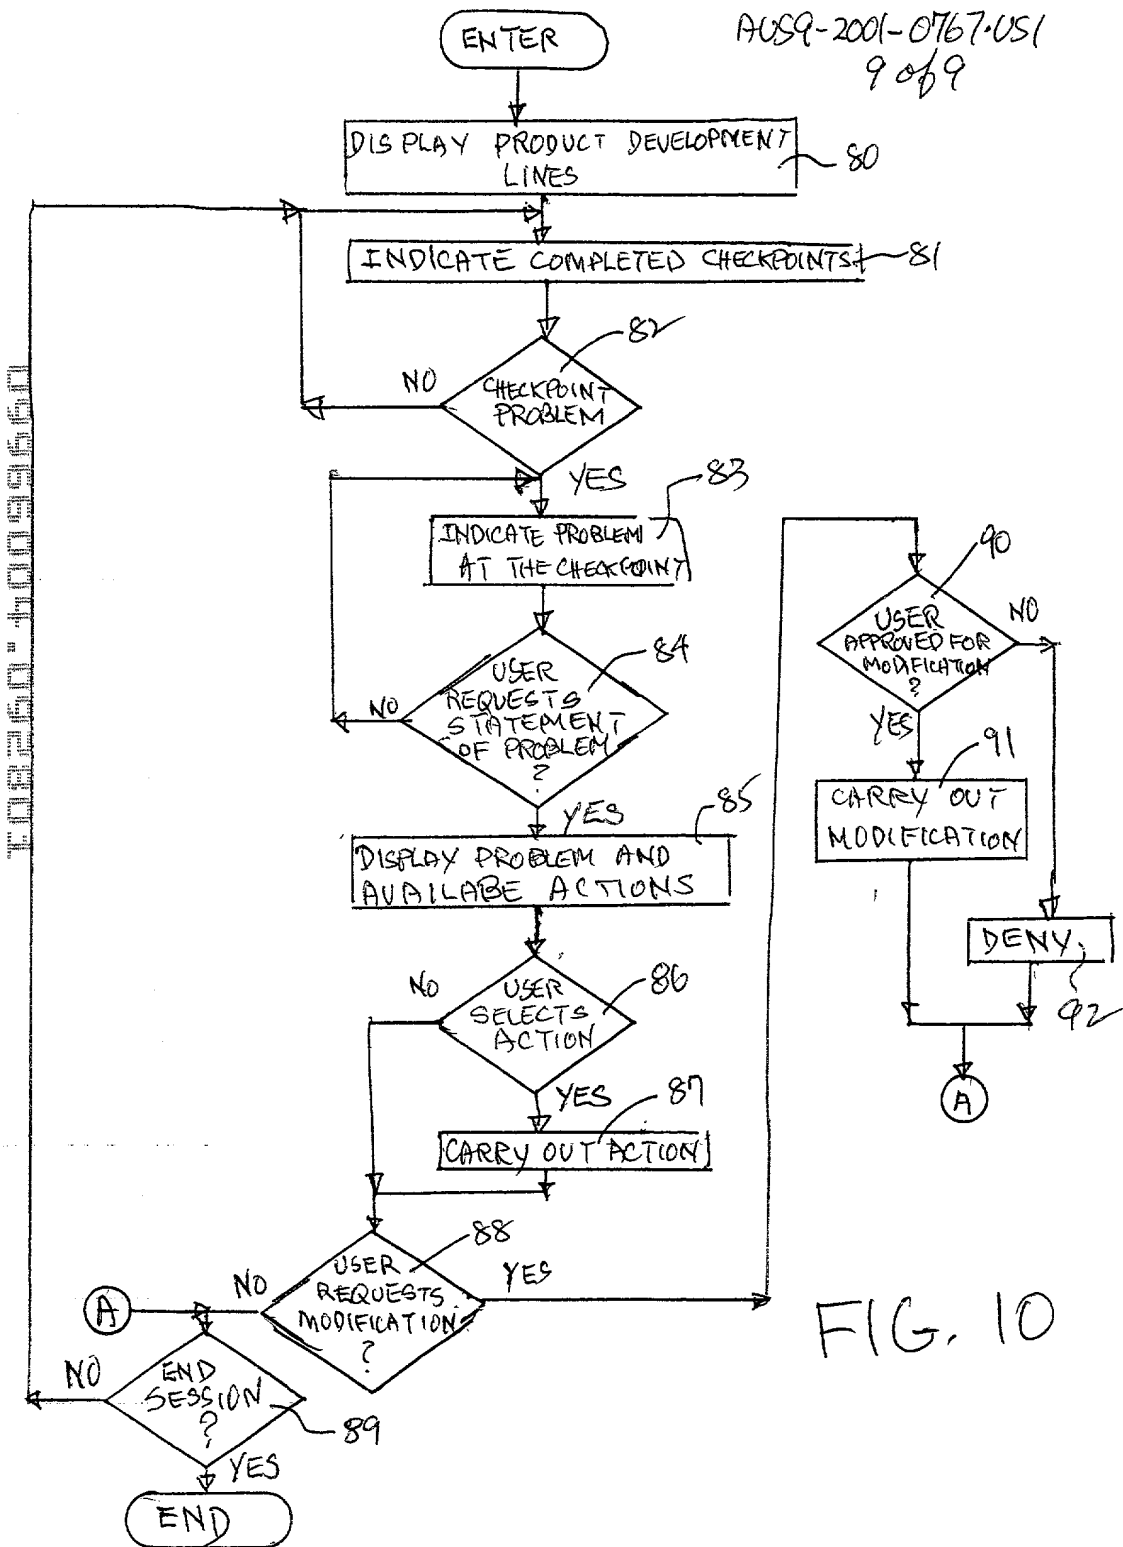 ENTER
AUS9-2001-0767-US1
9 of 9
DISPLAY PRODUCT DEVELOPMENT
LINES
80
INDICATE COMPLETED CHECKPOINTS
81
82
NO
CHECKPOINT
PROBLEM
YES
83
INDICATE PROBLEM
AT THE CHECKPOINT
84
USER
REQUESTS
STATEMENT
OF PROBLEM
?
NO
YES
85
DISPLAY PROBLEM AND
AVAILABE ACTIONS
NO
USER
SELECTS
ACTION
86
YES
87
CARRY OUT ACTION
88
USER
REQUESTS
MODIFICATION
?
NO
YES
A
NO
END
SESSION
?
89
YES
END
90
USER
APPROVED FOR
MODIFICATION
?
NO
YES
91
CARRY OUT
MODIFICATION
DENY
92
A
FIG. 10